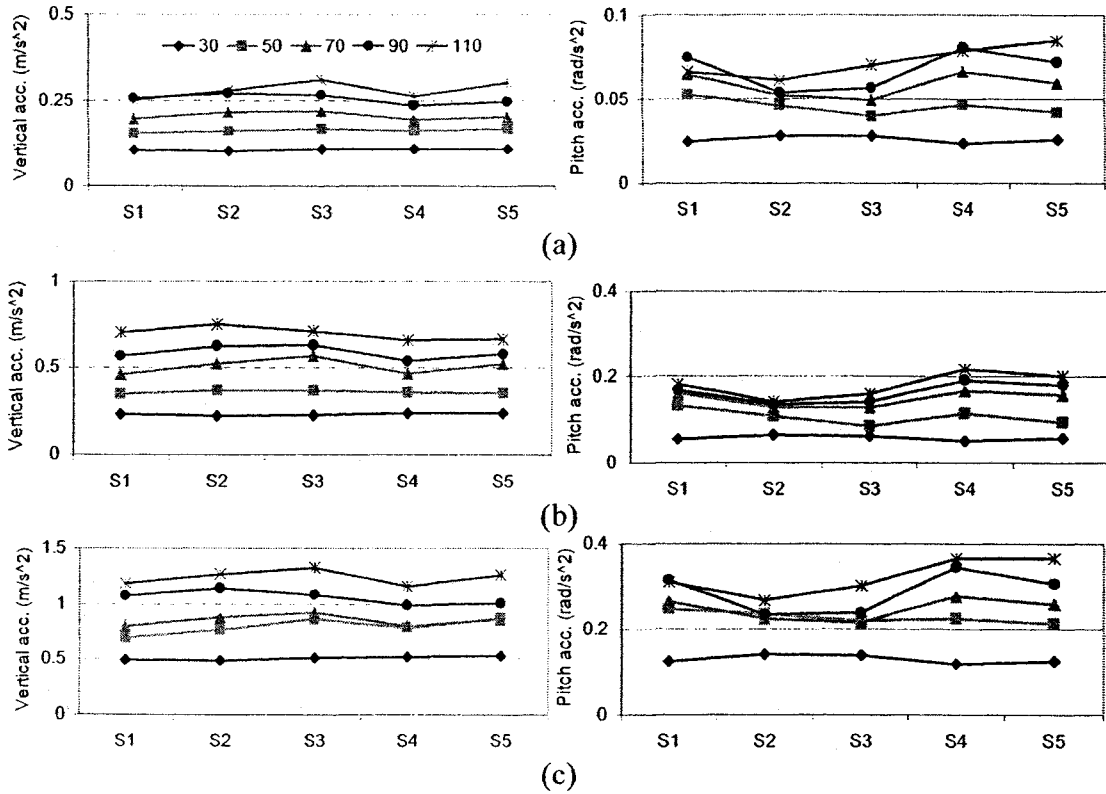 Vertical acc. (m/s^2)
0.5
0.25
0
30 50 70 90 110
S1 S2 S3 S4 S5
Pitch acc. (rad/s^2)
0.1
0.05
0
S1 S2 S3 S4 S5
(a)
Vertical acc. (m/s^2)
1
0.5
0
S1 S2 S3 S4 S5
Pitch acc. (rad/s^2)
0.4
0.2
0
S1 S2 S3 S4 S5
(b)
Vertical acc. (m/s^2)
1.5
1
0.5
0
S1 S2 S3 S4 S5
Pitch acc. (rad/s^2)
0.4
0.2
0
S1 S2 S3 S4 S5
(c)